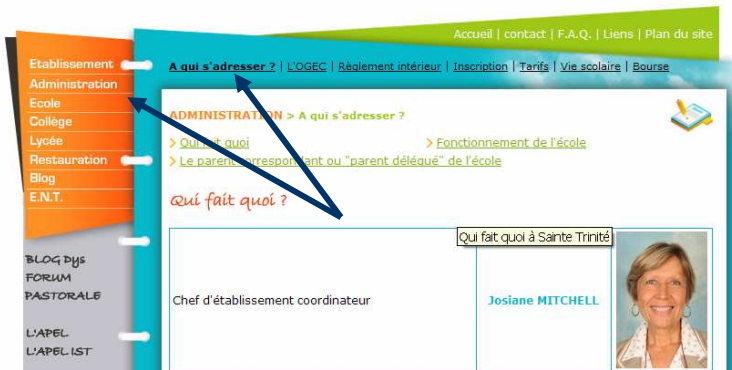 Accueil | contact | F.A.Q. | Liens | Plan du site
Etablissement
Administration
Ecole
Collège
Lycée
Restauration
Blog
E.N.T.
BLOG Dys
FORUM
PASTORALE
L'APEL
L'APEL IST
A qui s'adresser ? | L'OGEC | Règlement intérieur | Inscription | Tarifs | Vie scolaire | Bourse
ADMINISTRATION > A qui s'adresser ?
> Qui fait quoi > Fonctionnement de l'école
> Le parent correspondant ou "parent délégué" de l'école
Qui fait quoi ?
Qui fait quoi à Sainte Trinité
Chef d'établissement coordinateur Josiane MITCHELL